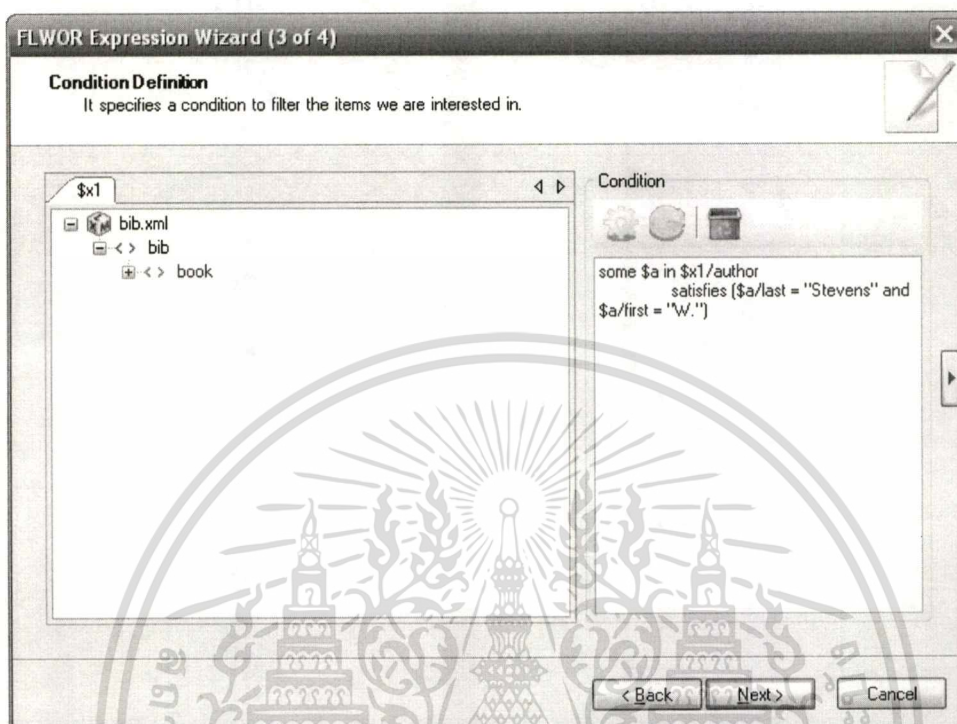 FLWOR Expression Wizard (3 of 4)
Condition Definition
It specifies a condition to filter the items we are interested in.
$x1
bib.xml
< > bib
< > book
Condition
some $a in $x1/author
satisfies ($a/last = "Stevens" and
$a/first = "W.")
< Back
Next >
Cancel